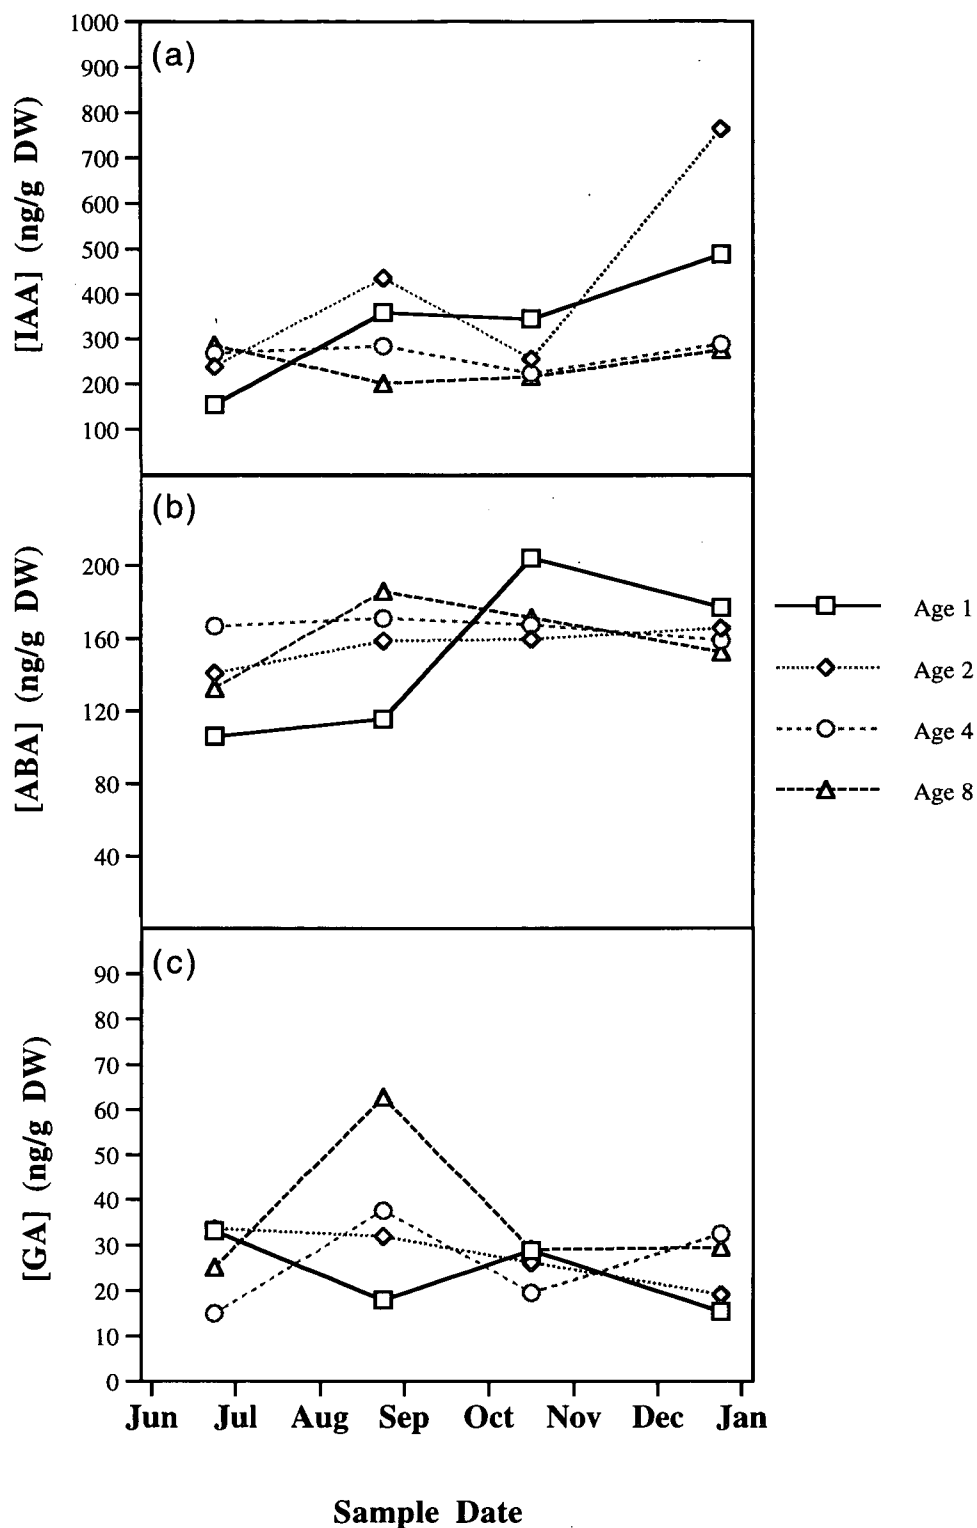 (a)
[IAA] (ng/g DW)
1000
900
800
700
600
500
400
300
200
100
(b)
[ABA] (ng/g DW)
200
160
120
80
40
Age 1
Age 2
Age 4
Age 8
(c)
[GA] (ng/g DW)
90
80
70
60
50
40
30
20
10
0
Jun Jul Aug Sep Oct Nov Dec Jan
Sample Date